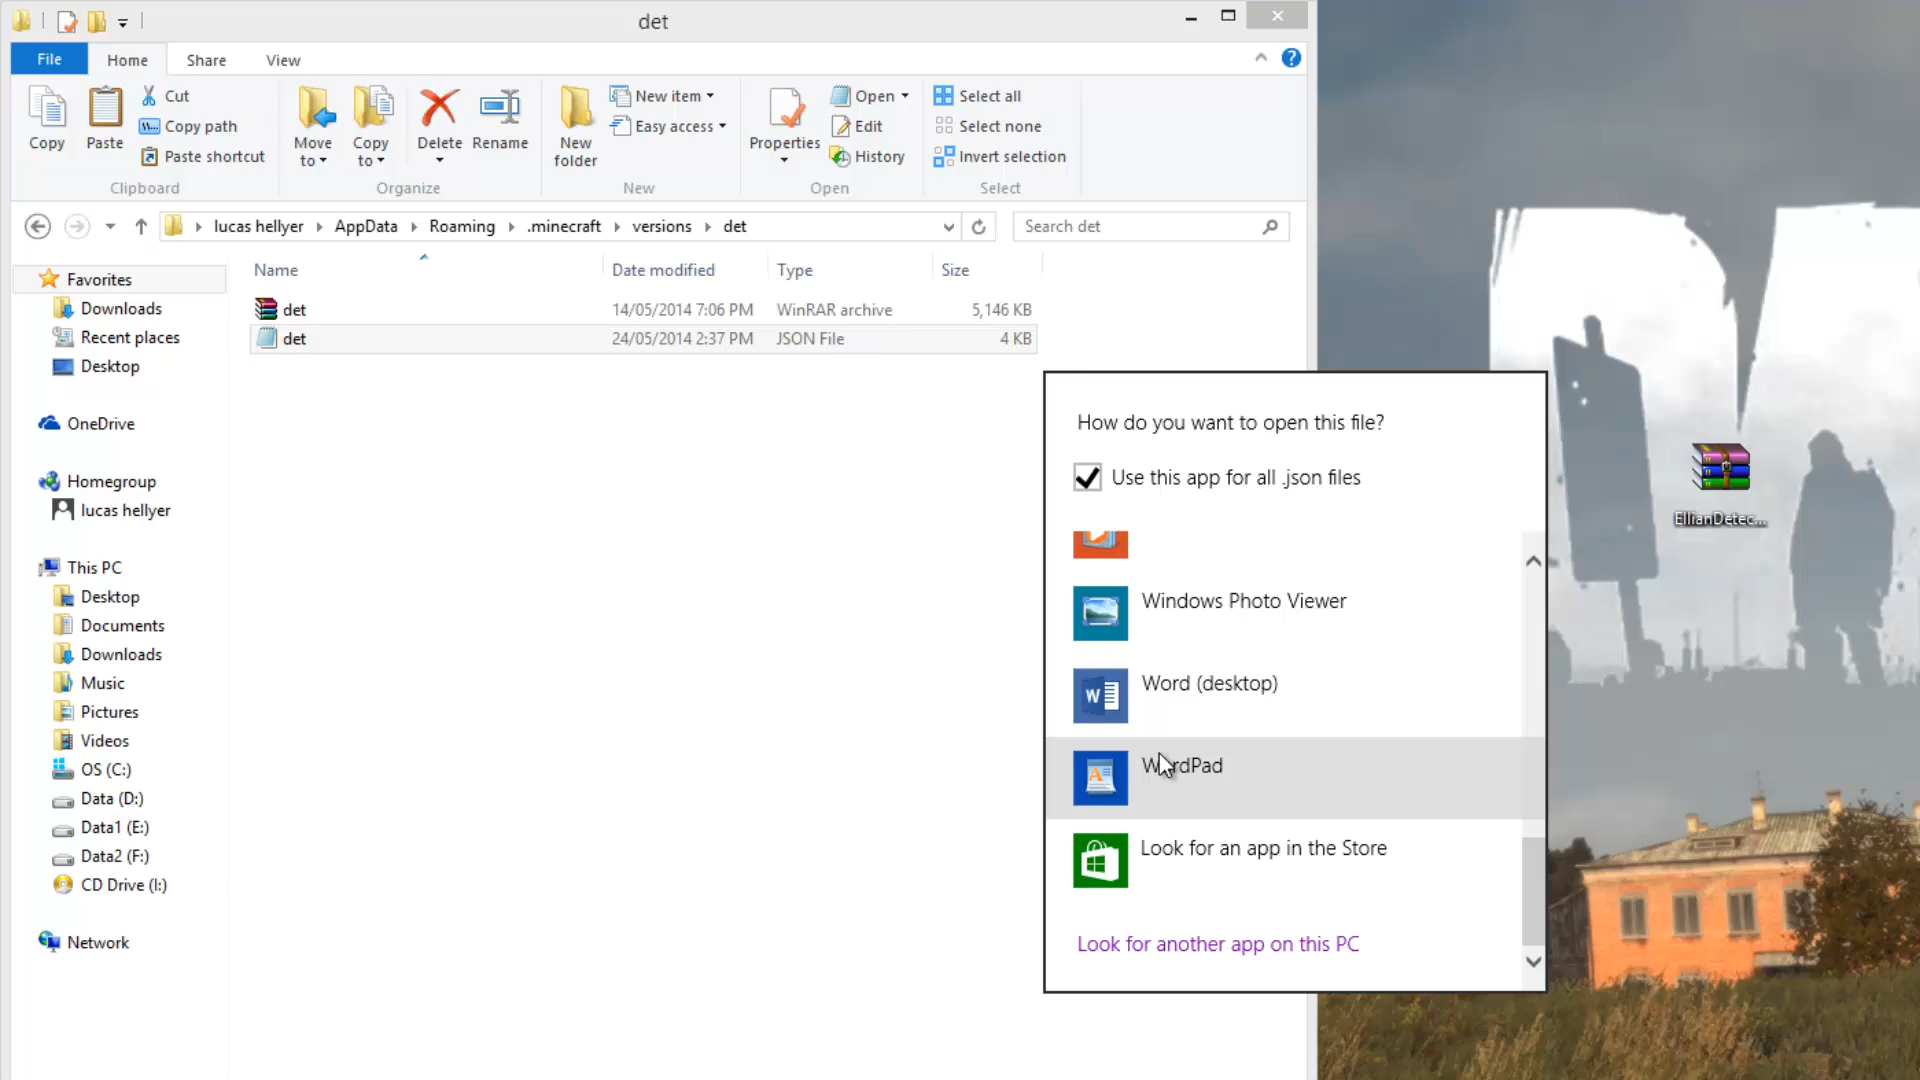 det
File
Home
Share
View
Copy
Paste
Cut
Copy path
Paste shortcut
Clipboard
Move
to
Copy
to
Delete
Rename
Organize
New
folder
New item
Easy access
New
Properties
Open
Edit
History
Open
Select all
Select none
Invert selection
Select
lucas hellyer
AppData
Roaming
.minecraft
versions
det
Search det
Name
Date modified
Type
Size
det
14/05/2014 7:06 PM
WinRAR archive
5,146 KB
det
24/05/2014 2:37 PM
JSON File
4 KB
Favorites
Downloads
Recent places
Desktop
OneDrive
Homegroup
lucas hellyer
This PC
Desktop
Documents
Downloads
Music
Pictures
Videos
OS (C:)
Data (D:)
Data1 (E:)
Data2 (F:)
CD Drive (I:)
Network
How do you want to open this file?
Use this app for all .json files
Windows Photo Viewer
Word (desktop)
WordPad
Look for an app in the Store
Look for another app on this PC
EllianDetec...